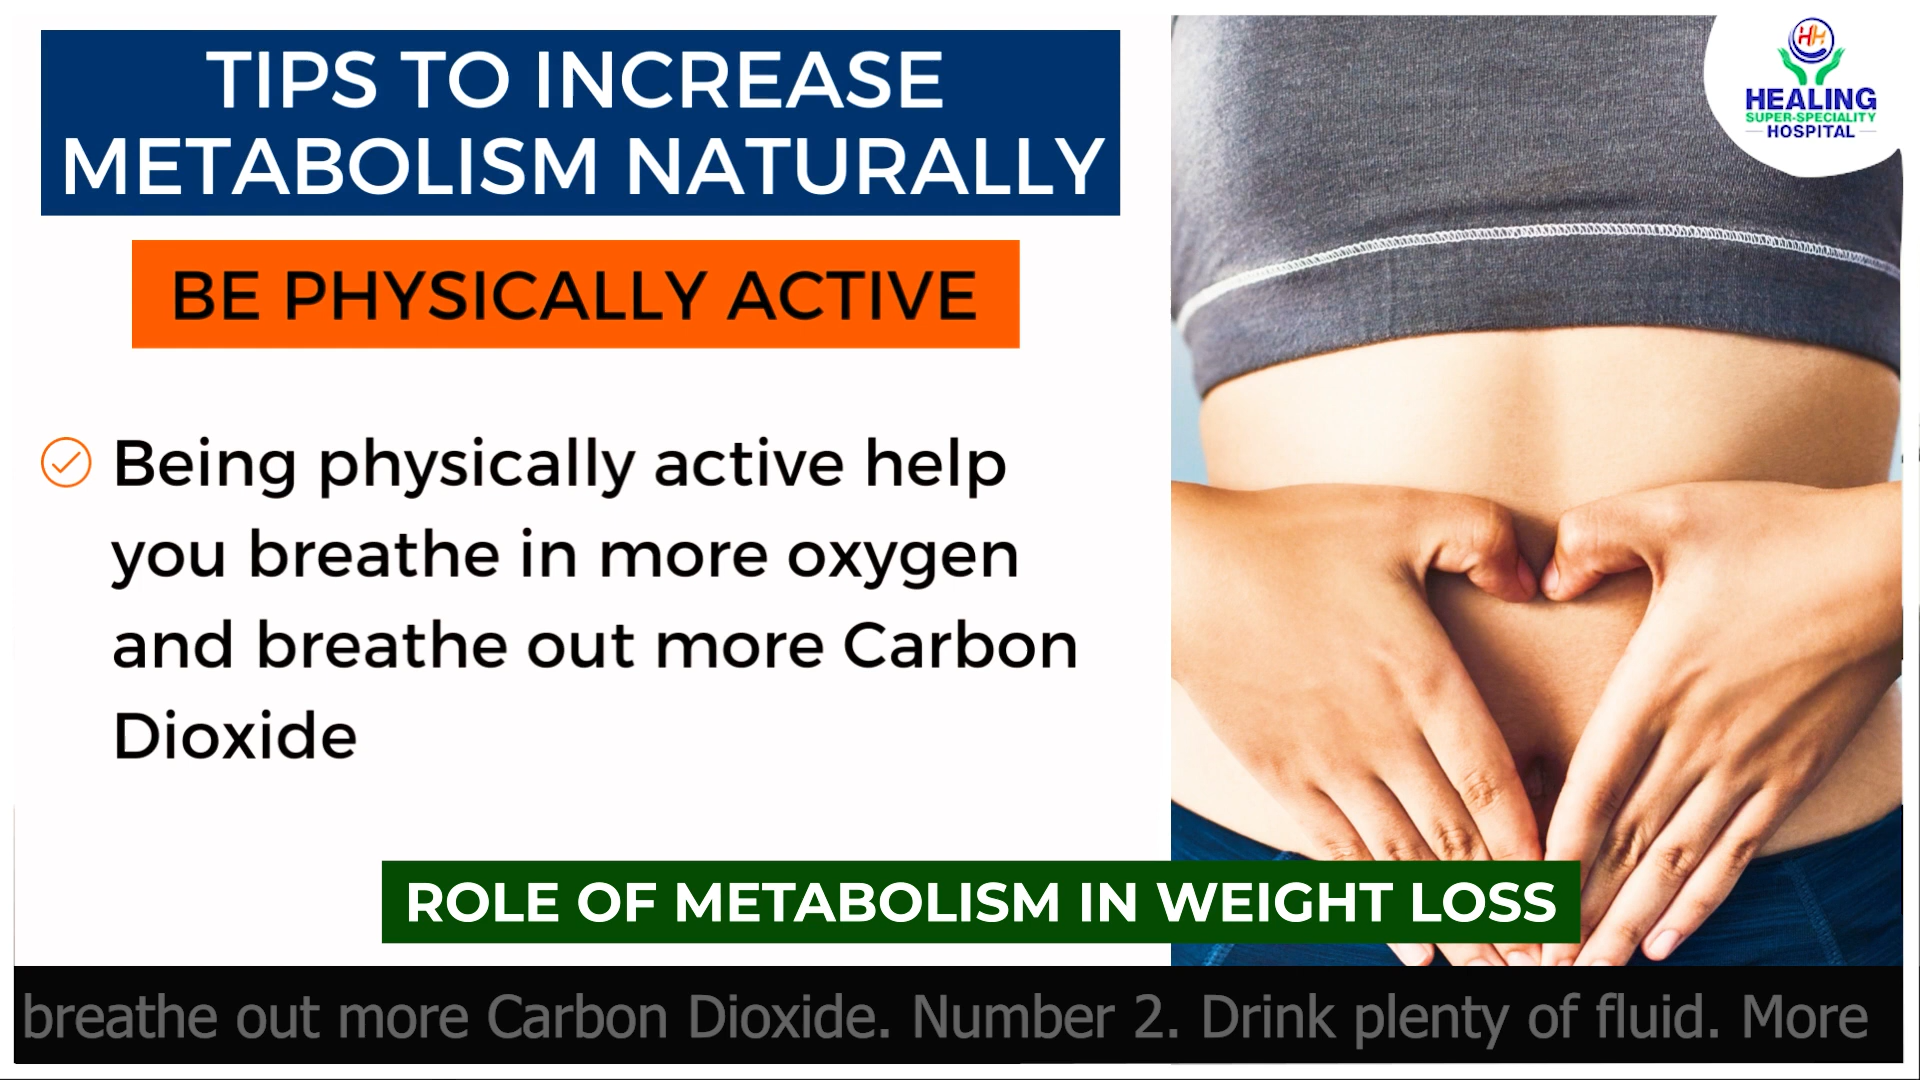 TIPS TO INCREASE
METABOLISM NATURALLY
HH
HEALING
SUPER-SPECIALITY
HOSPITAL
BE PHYSICALLY ACTIVE
Being physically active help
you breathe in more oxygen
and breathe out more Carbon
Dioxide
ROLE OF METABOLISM IN WEIGHT LOSS
breathe out more Carbon Dioxide. Number 2. Drink plenty of fluid. More